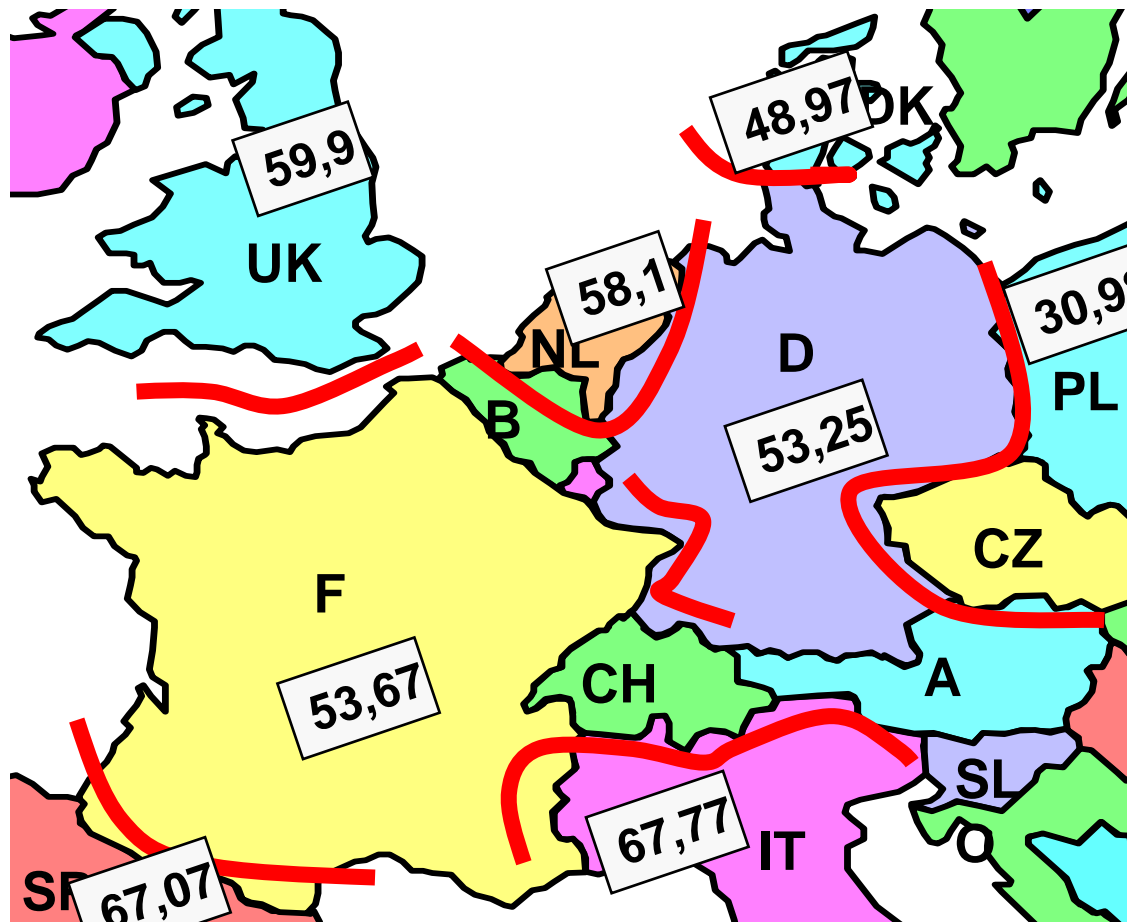 48,97
DK
59,9
UK
58,1
30,9
NL
D
PL
B
53,25
CZ
F
CH
A
53,67
SL
67,77
IT
O
67,07